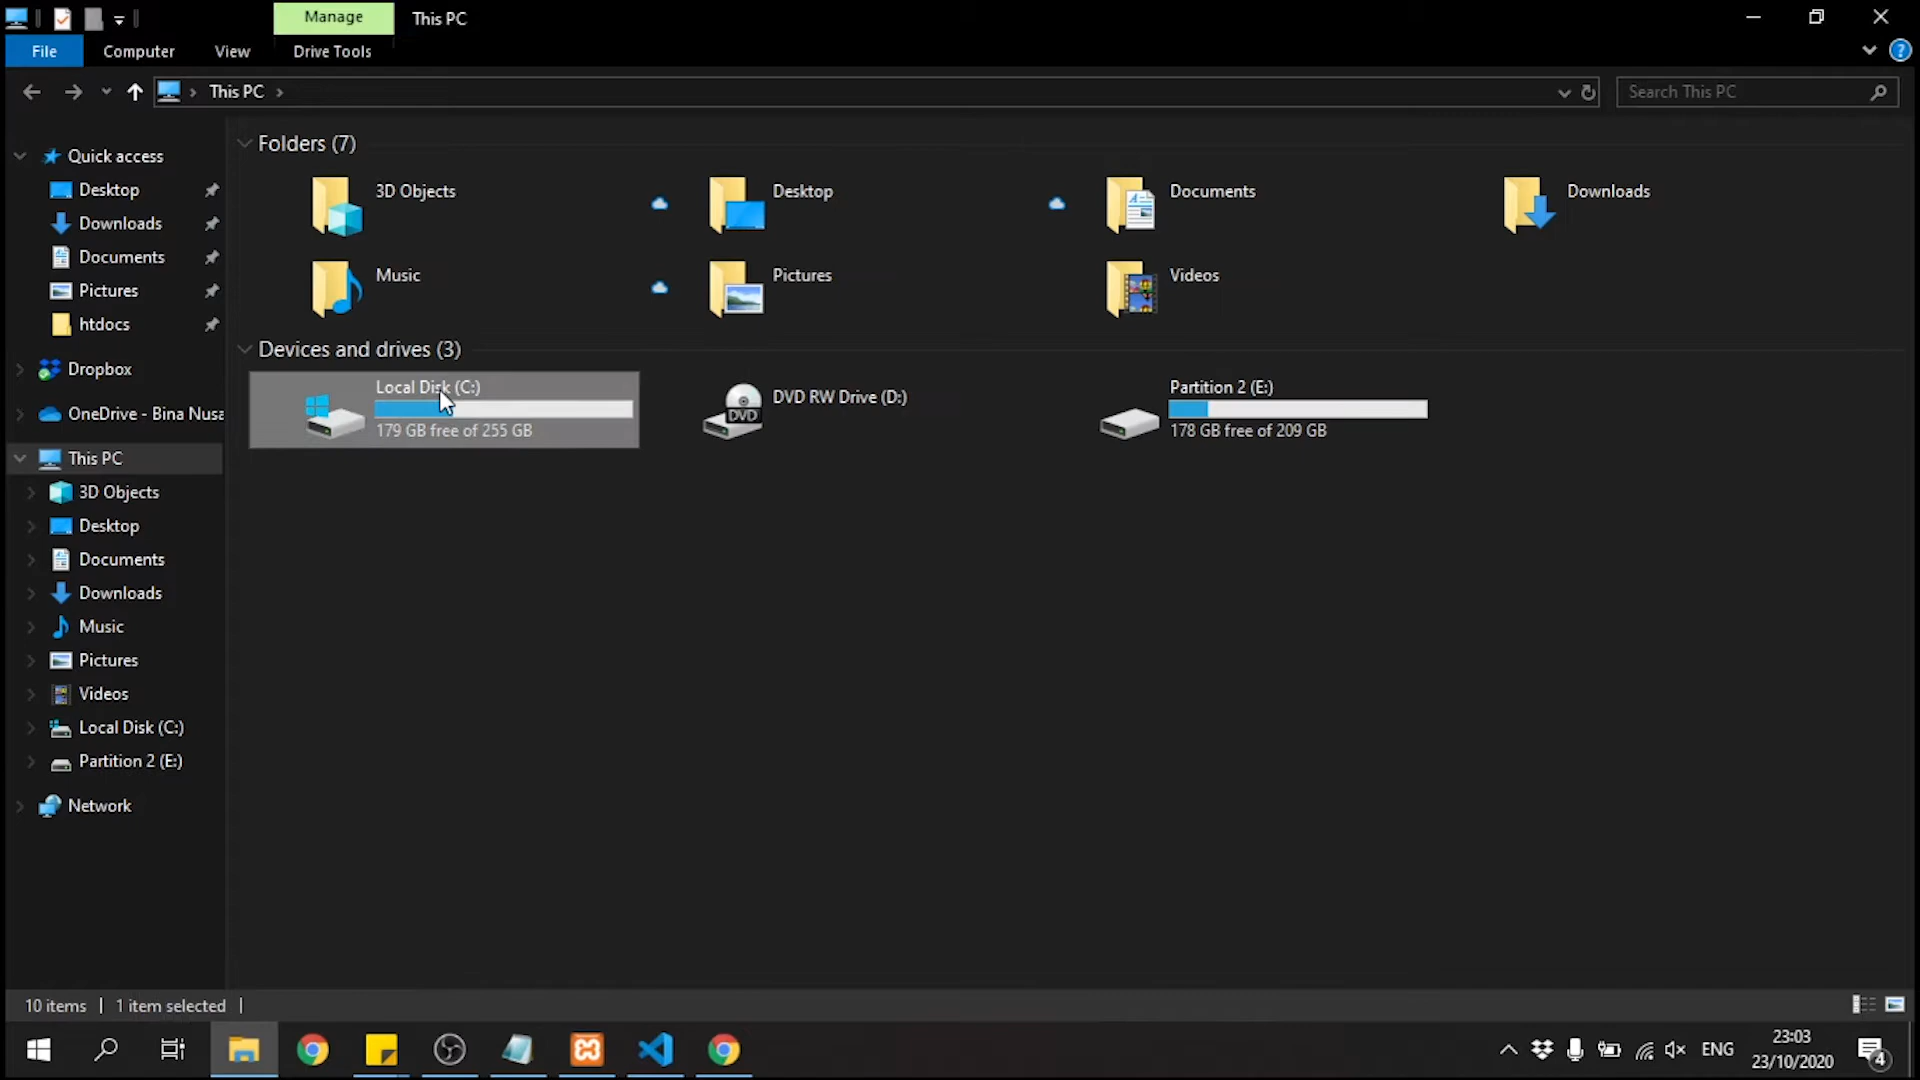 Manage
This PC
File
Computer
View
Drive Tools
This PC
Search This PC
Quick access
Desktop
Downloads
Documents
Pictures
htdocs
Dropbox
OneDrive - Bina Nusa
This PC
3D Objects
Desktop
Documents
Downloads
Music
Pictures
Videos
Local Disk (C:)
Partition 2 (E:)
Network
Folders (7)
3D Objects
Desktop
Documents
Downloads
Music
Pictures
Videos
Devices and drives (3)
Local Disk (C:)
179 GB free of 255 GB
DVD
DVD RW Drive (D:)
Partition 2 (E:)
178 GB free of 209 GB
10 items
1 item selected
ENG
23:03
23/10/2020
4